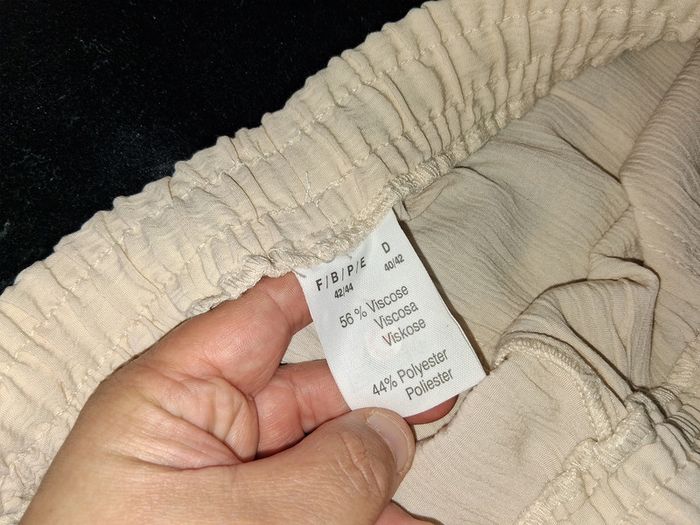 F/B/P/E D
42/44 40/42
56 % Viscose
Viscosa
Viskose
44% Polyester
Poliester